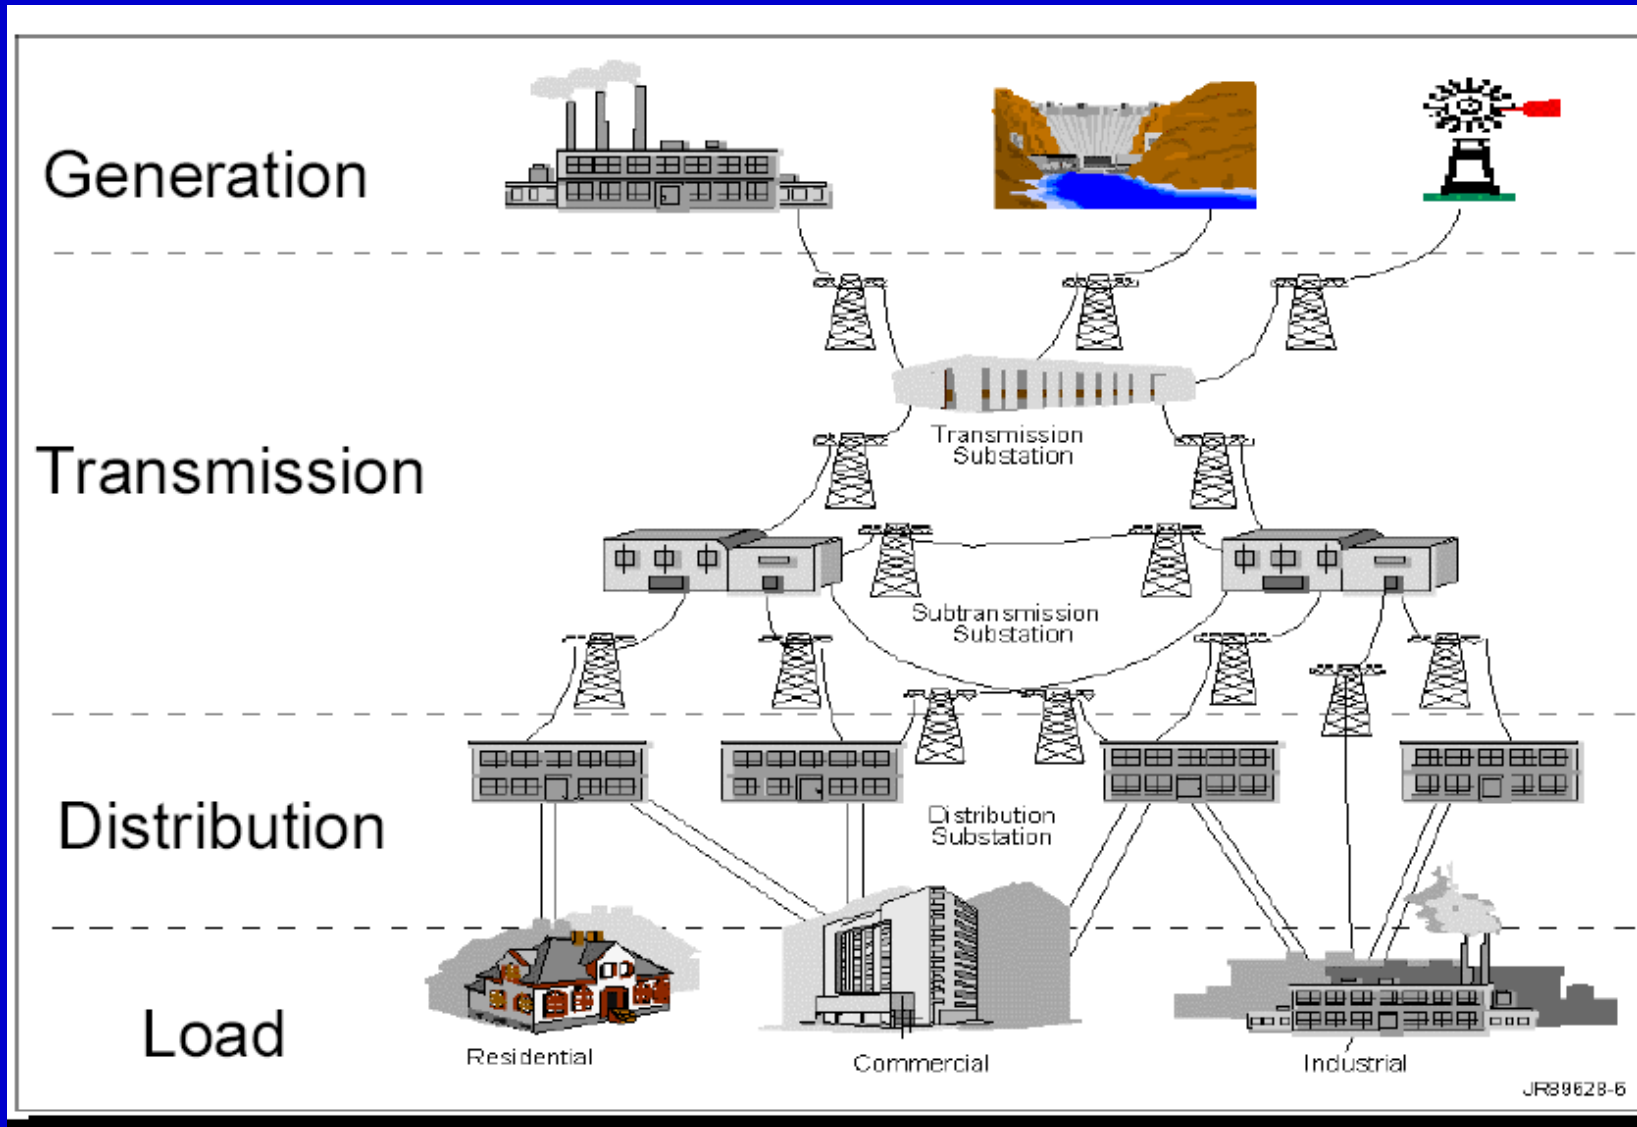 Generation
Transmission
Substation
Transmission
Subtransmission
Substation
Distribution
Distribution
Substation
Load
Residential
Commercial
Industrial
JR89628-6